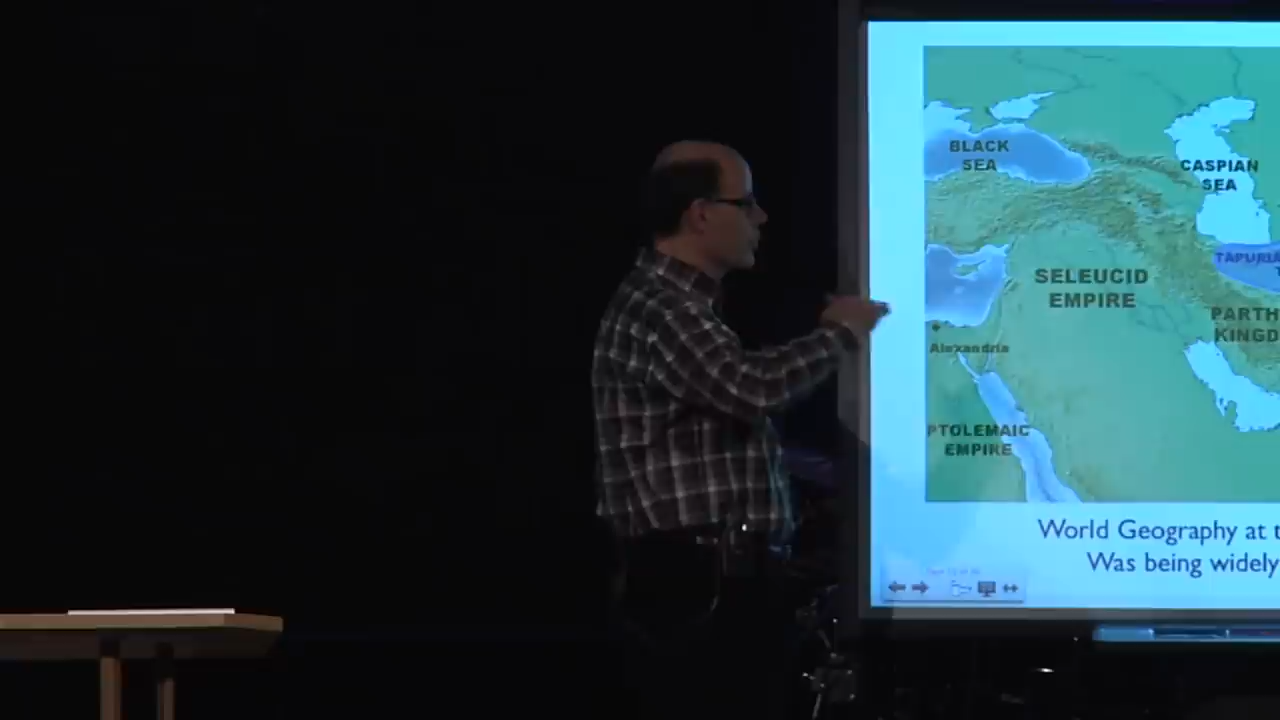 BLACK
SEA
CASPIAN
SEA
TAPURIA
SELEUCID
EMPIRE
PARTH
KINGD
Alexandria
PTOLEMAIC
EMPIRE
World Geography at t
Was being widely